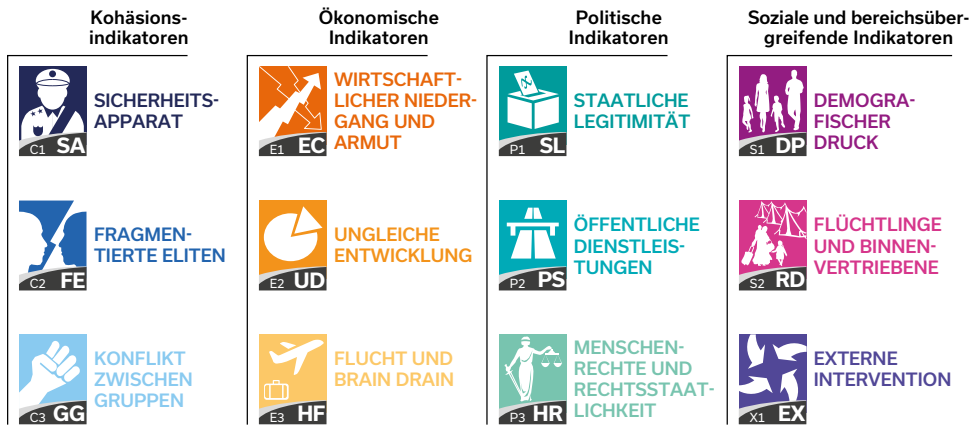 Kohäsions-
indikatoren
C1 SA
SICHERHEITS-
APPARAT
C2 FE
FRAGMEN-
TIERTE ELITEN
C3 GG
KONFLIKT
ZWISCHEN
GRUPPEN
Ökonomische
Indikatoren
E1 EC
WIRTSCHAFT-
LICHER NIEDER-
GANG UND
ARMUT
E2 UD
UNGLEICHE
ENTWICKLUNG
E3 HF
FLUCHT UND
BRAIN DRAIN
Politische
Indikatoren
P1 SL
STAATLICHE
LEGITIMITÄT
P2 PS
ÖFFENTLICHE
DIENSTLEIS-
TUNGEN
P3 HR
MENSCHEN-
RECHTE UND
RECHTSSTAAT-
LICHKEIT
Soziale und bereichsüber-
greifende Indikatoren
S1 DP
DEMOGRA-
FISCHER
DRUCK
S2 RD
FLÜCHTLINGE
UND BINNEN-
VERTRIEBENE
X1 EX
EXTERNE
INTERVENTION